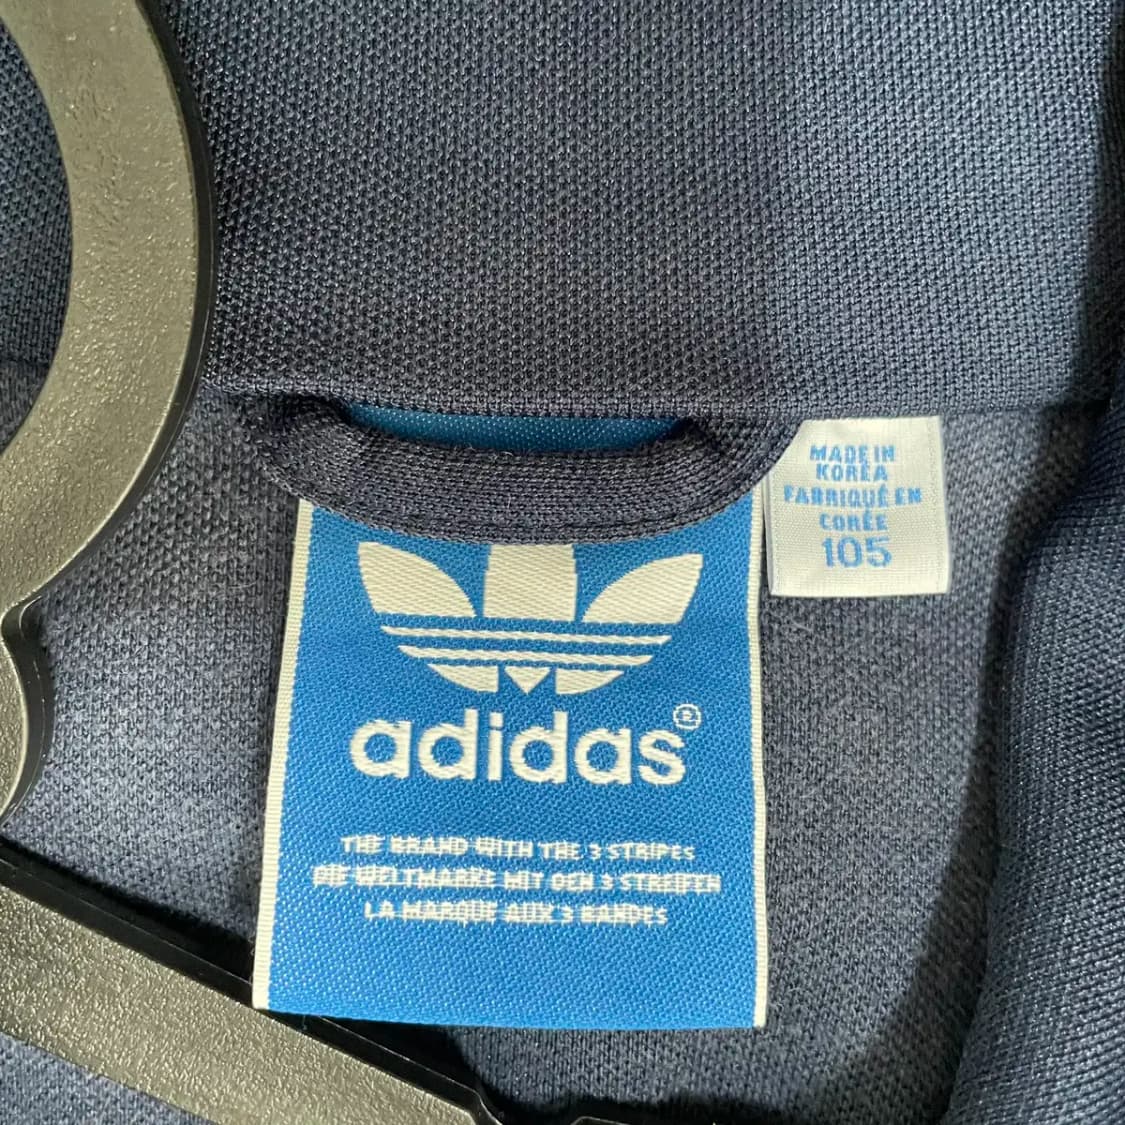 MADE IN
KORÉA
FABRIQUÉ EN
CORÉE
105
adidas®
THE BRAND WITH THE 3 STRIPES
DIE WELTMARKE MIT DEN 3 STREIFEN
LA MARQUE AUX 3 BANDES